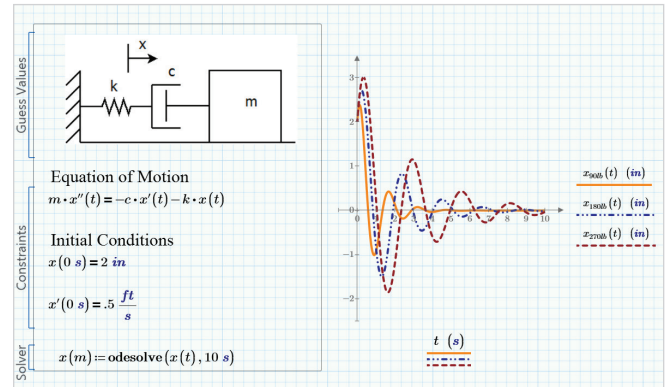 Guess Values
x
k
c
m
Equation of Motion
m·x''(t)=-c·x'(t)-k·x(t)
Constraints
Initial Conditions
x(0 s)=2 in
x'(0 s)=.5 ft/s
Solver
x(m):=odesolve(x(t),10 s)
3
2
1
0
-1
-2
0 1 2 3 4 5 6 7 8 9 10
t (s)
x90lb(t) (in)
x180lb(t) (in)
x270lb(t) (in)